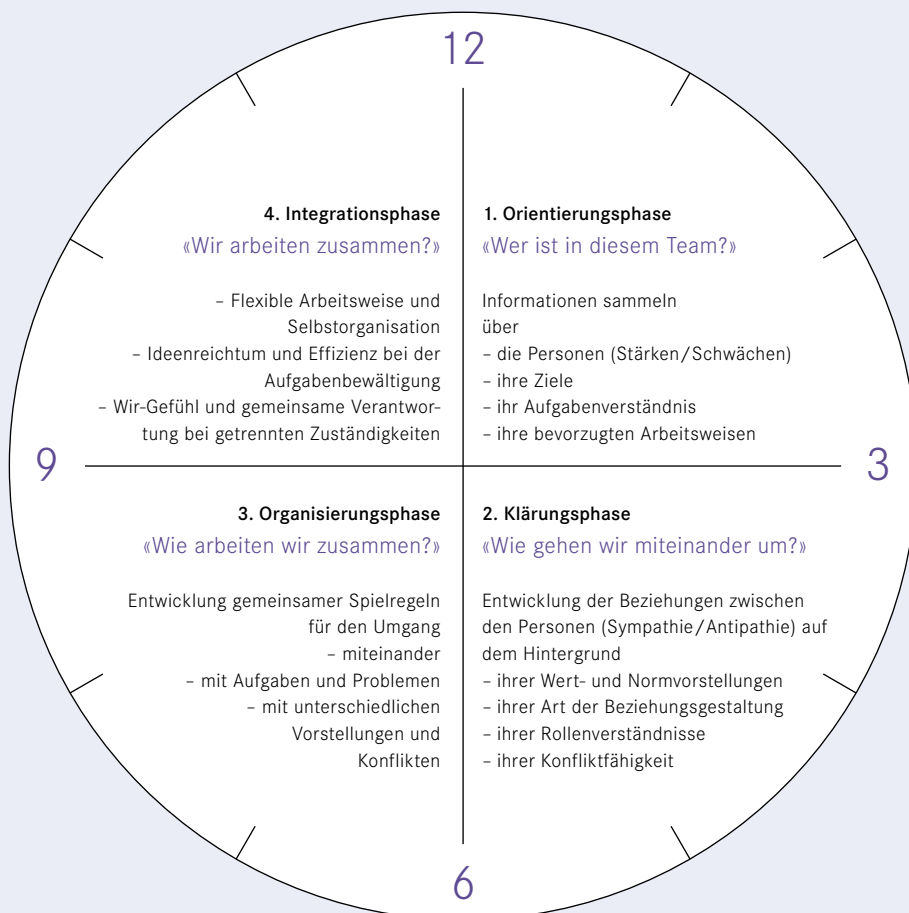 12
1. Orientierungsphase
«Wer ist in diesem Team?»
Informationen sammeln
über
– die Personen (Stärken/Schwächen)
– ihre Ziele
– ihr Aufgabenverständnis
– ihre bevorzugten Arbeitsweisen
3
2. Klärungsphase
«Wie gehen wir miteinander um?»
Entwicklung der Beziehungen zwischen
den Personen (Sympathie/Antipathie) auf
dem Hintergrund
– ihrer Wert- und Normvorstellungen
– ihrer Art der Beziehungsgestaltung
– ihrer Rollenverständnisse
– ihrer Konfliktfähigkeit
6
3. Organisierungsphase
«Wie arbeiten wir zusammen?»
Entwicklung gemeinsamer Spielregeln
für den Umgang
– miteinander
– mit Aufgaben und Problemen
– mit unterschiedlichen
Vorstellungen und
Konflikten
9
4. Integrationsphase
«Wir arbeiten zusammen?»
– Flexible Arbeitsweise und
Selbstorganisation
– Ideenreichtum und Effizienz bei der
Aufgabenbewältigung
– Wir-Gefühl und gemeinsame Verantwor-
tung bei getrennten Zuständigkeiten